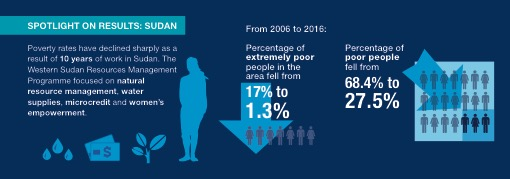 SPOTLIGHT ON RESULTS: SUDAN
Poverty rates have declined sharply as a
result of 10 years of work in Sudan. The
Western Sudan Resources Management
Programme focused on natural
resource management, water
supplies, microcredit and women's
empowerment.
$
From 2006 to 2016:
Percentage of
extremely poor
people in the
area fell from
17% to
1.3%
Percentage of
poor people
fell from
68.4% to
27.5%